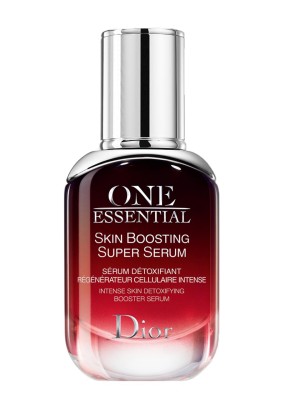 ONE
ESSENTIAL
SKIN BOOSTING
SUPER SERUM
SÉRUM DÉTOXIFIANT
RÉGÉNÉRATEUR CELLULAIRE INTENSE
INTENSE SKIN DETOXIFYING
BOOSTER SERUM
Dior